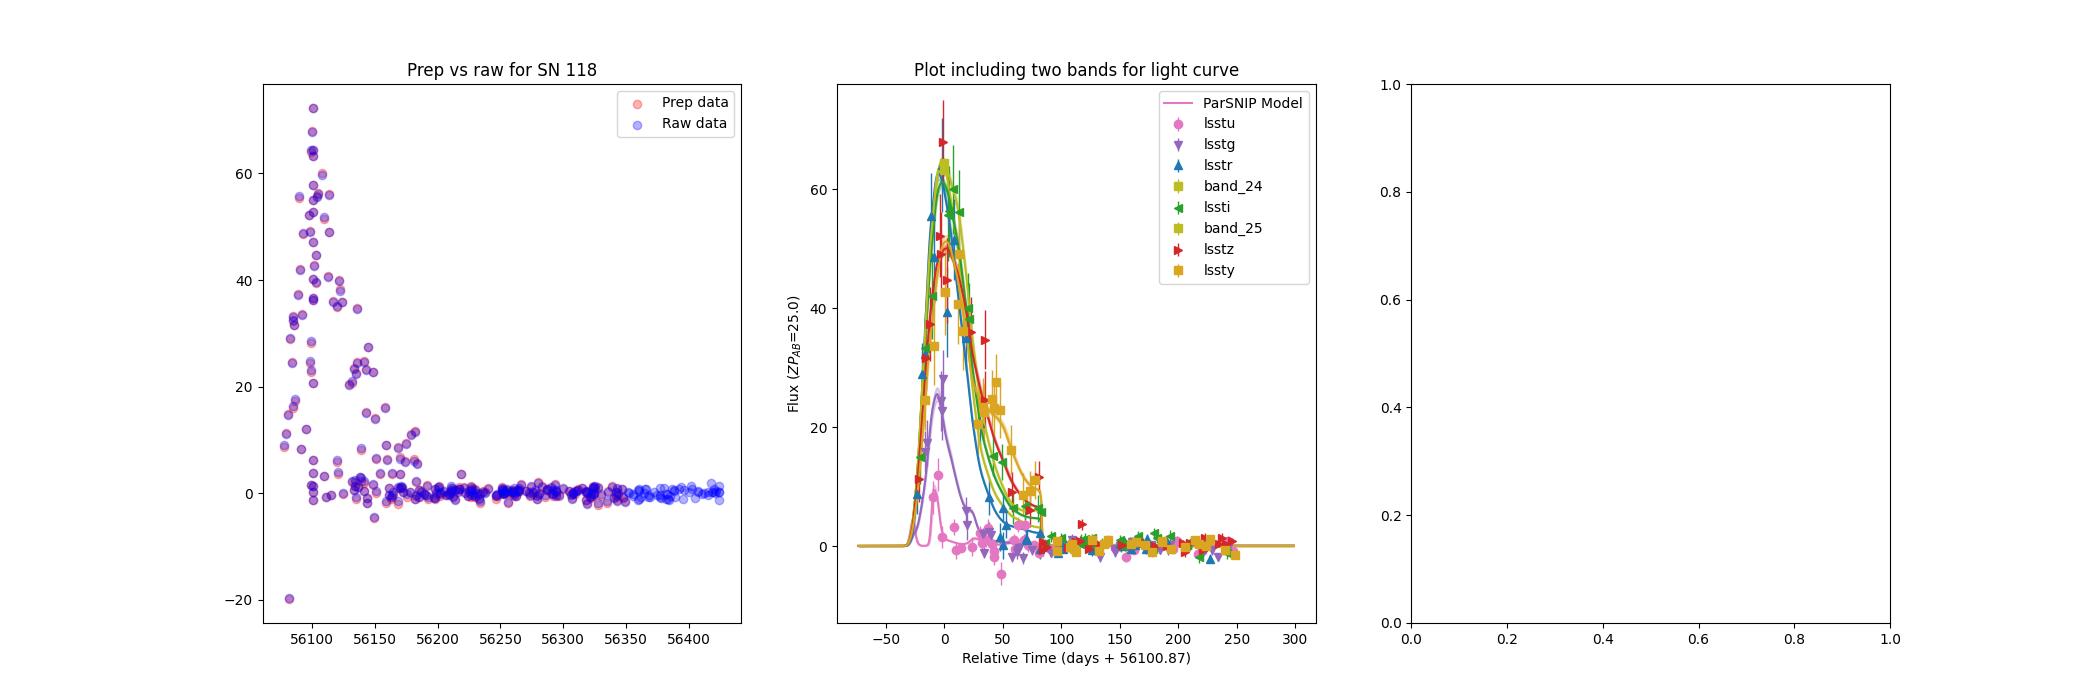 Prep vs raw for SN 118
Prep data
Raw data
60
40
20
0
−20
56100 56150 56200 56250 56300 56350 56400
Plot including two bands for light curve
ParSNIP Model
lsstu
lsstg
lsstr
band_24
lssti
band_25
lsstz
lssty
Flux (ZP_AB=25.0)
60
40
20
0
−50 0 50 100 150 200 250 300
Relative Time (days + 56100.87)
1.0
0.8
0.6
0.4
0.2
0.0
0.0 0.2 0.4 0.6 0.8 1.0